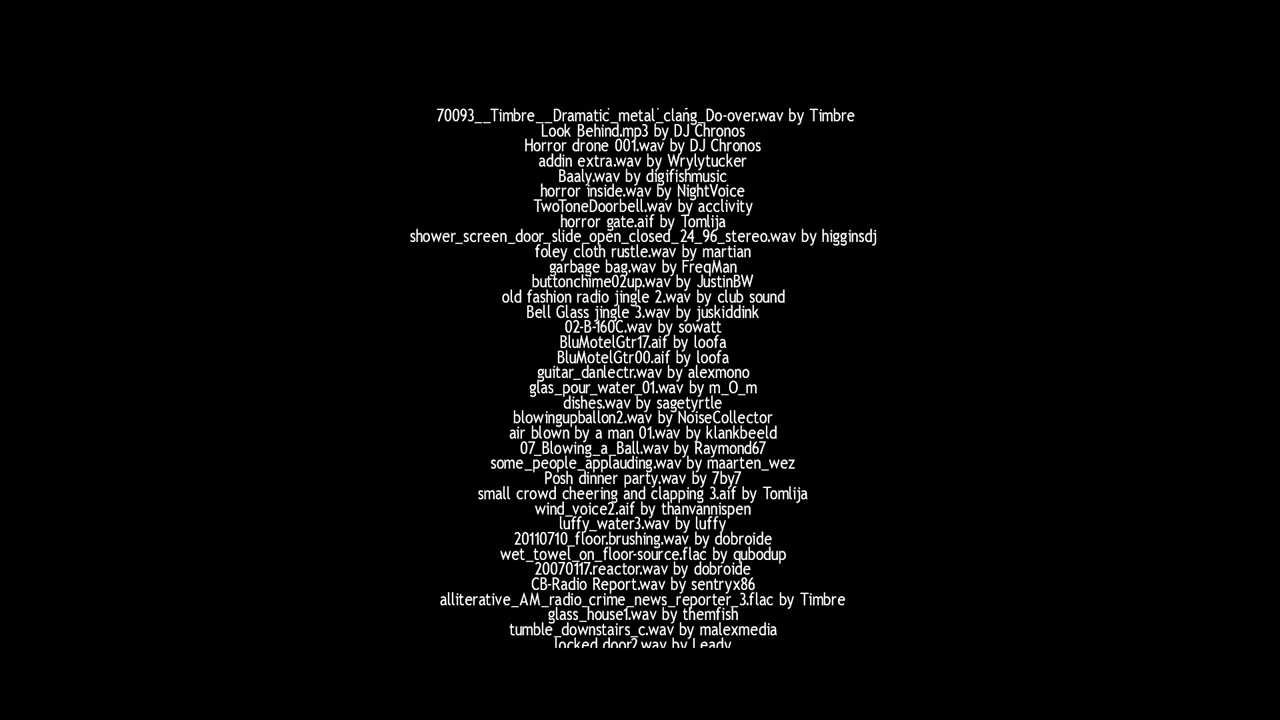 70093__Timbre__Dramatic_metal_clang_Do-over.wav by Timbre
Look Behind.mp3 by DJ Chronos
Horror drone 001.wav by DJ Chronos
addin extra.wav by Wrylytucker
Baaly.wav by digifishmusic
horror inside.wav by NightVoice
TwoToneDoorbell.wav by acclivity
horror gate.aif by Tomlija
shower_screen_door_slide_open_closed_24_96_stereo.wav by higginsdj
foley cloth rustle.wav by martian
garbage bag.wav by FreqMan
buttonchime02up.wav by JustinBW
old fashion radio jingle 2.wav by club sound
Bell Glass jingle 3.wav by juskiddink
02-B-160C.wav by sowatt
BluMotelGtr17.aif by loofa
BluMotelGtr00.aif by loofa
guitar_danlectr.wav by alexmono
glas_pour_water_01.wav by m_O_m
dishes.wav by sagetyrtle
blowingupballon2.wav by NoiseCollector
air blown by a man 01.wav by klankbeeld
07_Blowing_a_Ball.wav by Raymond67
some_people_applauding.wav by maarten_wez
Posh dinner party.wav by 7by7
small crowd cheering and clapping 3.aif by Tomlija
wind_voice2.aif by thanvannispen
luffy_water3.wav by luffy
20110710_floor.brushing.wav by dobroide
wet_towel_on_floor-source.flac by qubodup
20070117.reactor.wav by dobroide
CB-Radio Report.wav by sentryx86
alliterative_AM_radio_crime_news_reporter_3.flac by Timbre
glass_house1.wav by themfish
tumble_downstairs_c.wav by malexmedia
locked door2.wav by Leady